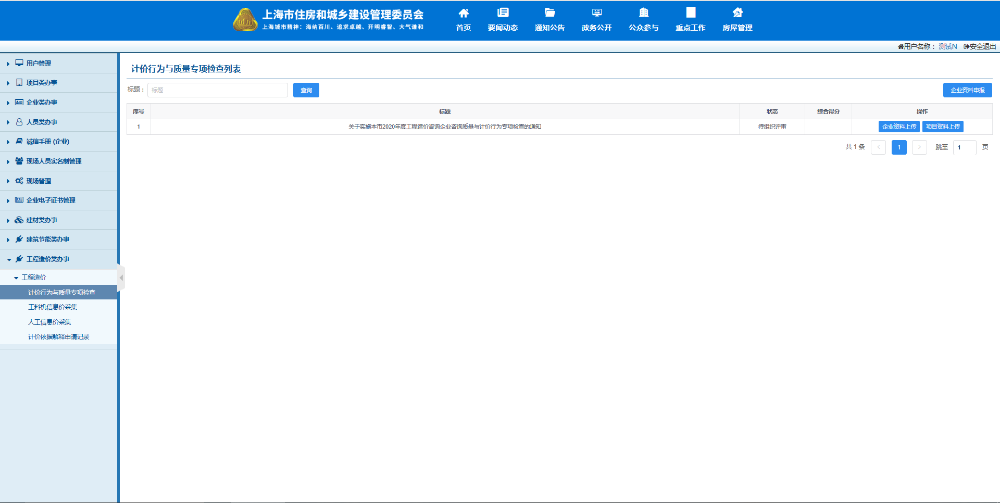 上海市住房和城乡建设管理委员会
上海城市精神：海纳百川、追求卓越、开明睿智、大气谦和
首页 要闻动态 通知公告 政务公开 公众参与 重点工作 房屋管理
用户名称： 测试N 安全退出
用户管理
项目类办事
企业类办事
人员类办事
诚信手册 (企业)
现场人员实名制管理
现场管理
企业电子证书管理
建材类办事
建筑节能类办事
工程造价类办事
工程造价
计价行为与质量专项检查
工料机信息价采集
人工信息价采集
计价依据解释申请记录
计价行为与质量专项检查列表
标题： 标题 查询 企业资料申报
序号 标题 状态 综合得分 操作
1 关于实施本市2020年度工程造价咨询企业咨询质量与计价行为专项检查的通知 待组织评审 企业资料上传 项目资料上传
共 1 条 < 1 > 跳至 1 页